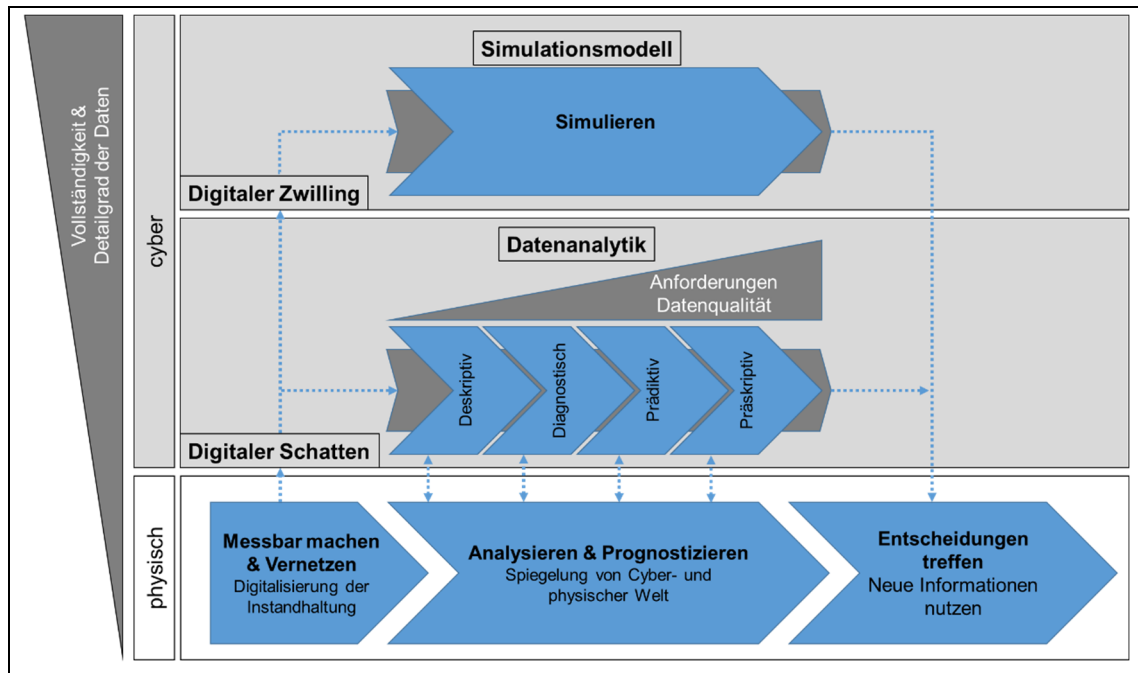 Vollständigkeit &
Detailgrad der Daten
cyber
Simulationsmodell
Simulieren
Digitaler Zwilling
Datenanalytik
Anforderungen
Datenqualität
Deskriptiv
Diagnostisch
Prädiktiv
Präskriptiv
Digitaler Schatten
physisch
Messbar machen
& Vernetzen
Digitalisierung der
Instandhaltung
Analysieren & Prognostizieren
Spiegelung von Cyber- und
physischer Welt
Entscheidungen
treffen
Neue Informationen
nutzen